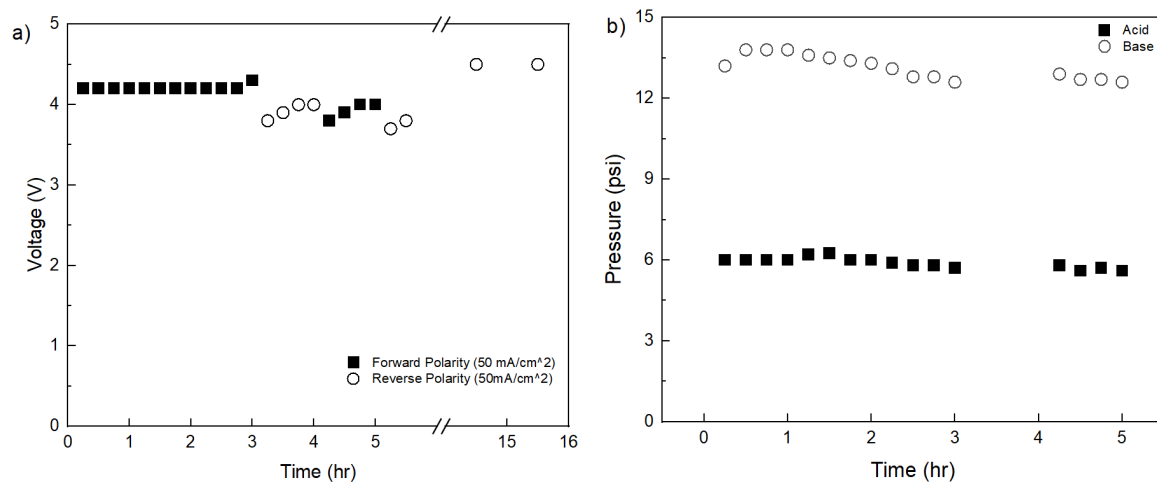 a)
5
4
3
2
1
0
Voltage (V)
Forward Polarity (50 mA/cm^2)
Reverse Polarity (50mA/cm^2)
0 1 2 3 4 5 15 16
Time (hr)
b)
15
12
9
6
3
0
Pressure (psi)
Acid
Base
0 1 2 3 4 5
Time (hr)